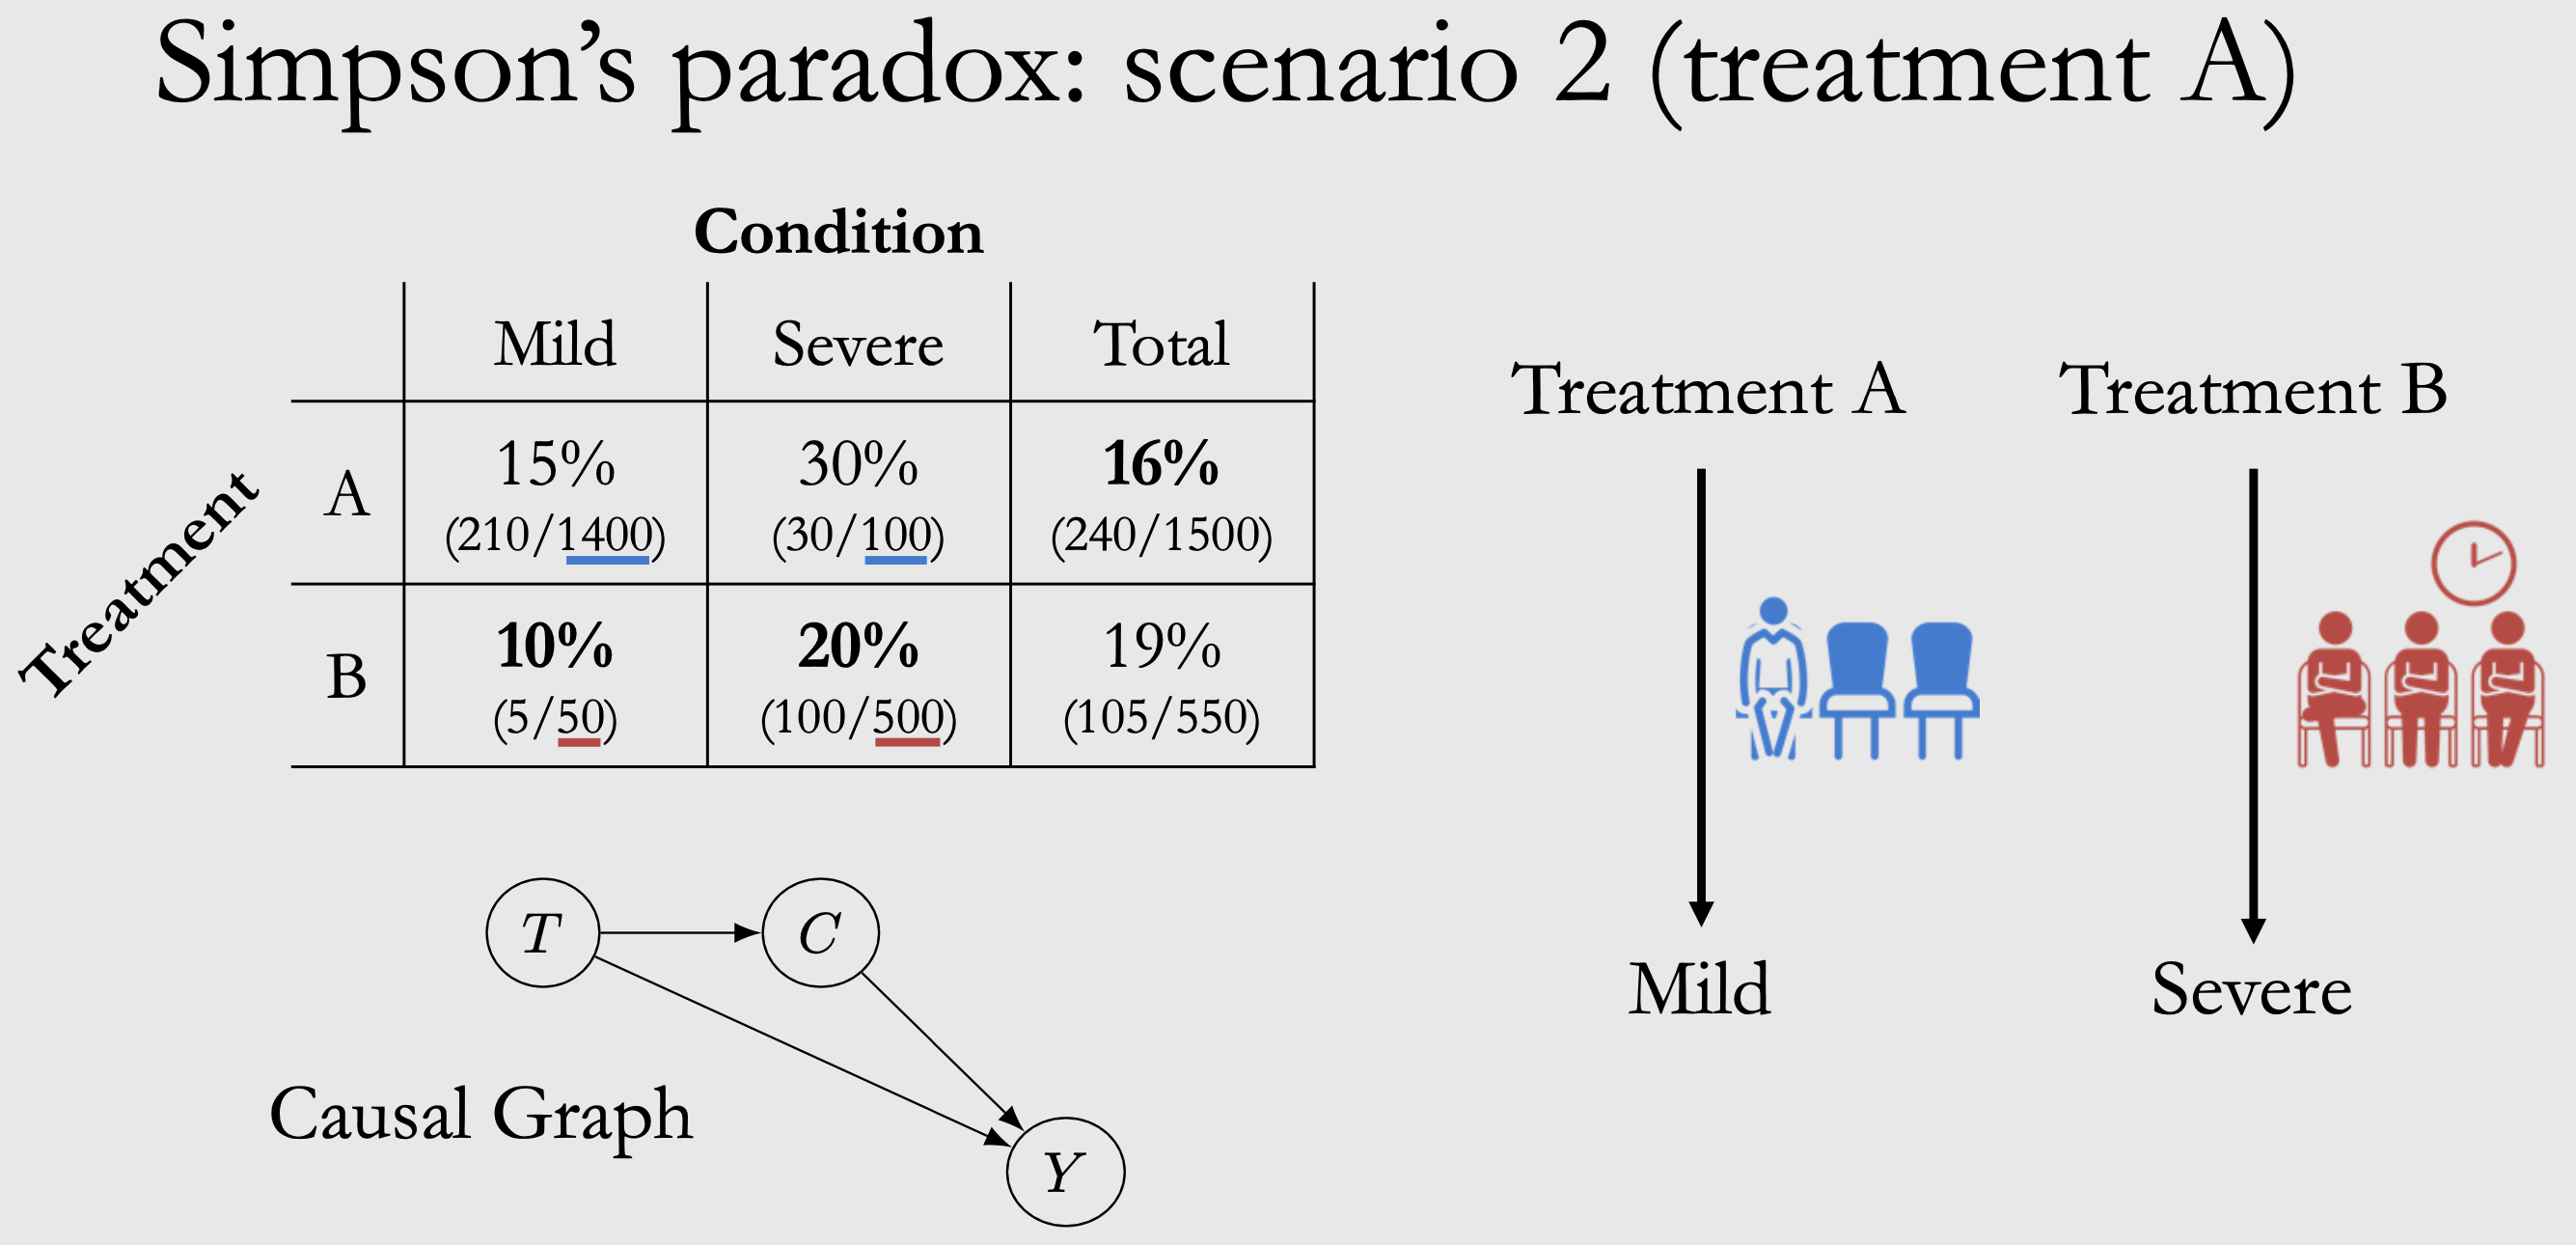 Simpson’s paradox: scenario 2 (treatment A)
Condition
Mild Severe Total
Treatment
A
15% 30% 16%
(210/1400) (30/100) (240/1500)
B
10% 20% 19%
(5/50) (100/500) (105/550)
Treatment A
Treatment B
Mild
Severe
T
C
Y
Causal Graph